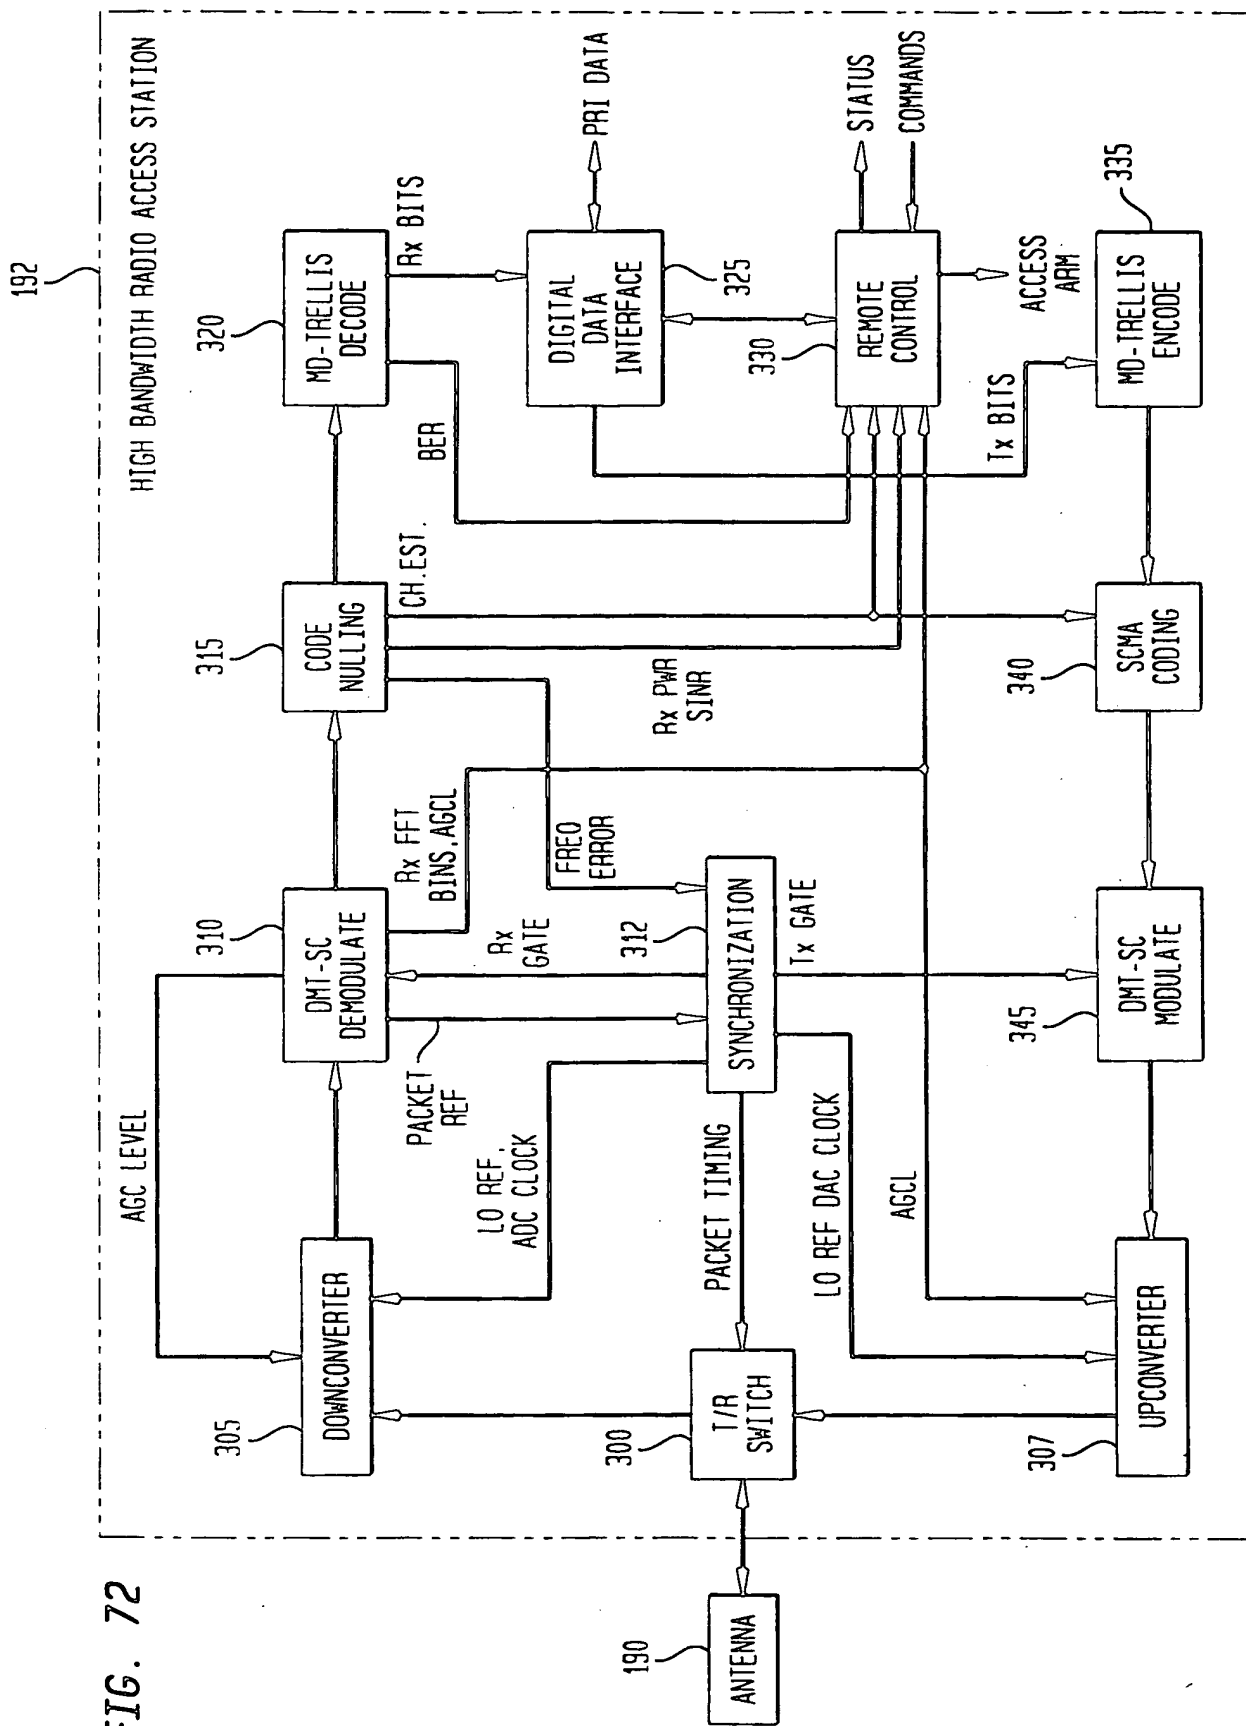 FIG. 72
192
HIGH BANDWIDTH RADIO ACCESS STATION
AGC LEVEL
305
DOWNCONVERTER
310
DMT-SC
DEMODULATE
315
CODE
NULLING
320
MD-TRELLIS
DECODE
PACKET
REF
Rx
GATE
Rx FFT
BINS,AGCL
CH.EST.
BER
Rx BITS
LO REF,
ADC CLOCK
FREQ
ERROR
Rx PWR
SINR
DIGITAL
DATA
INTERFACE
325
PRI DATA
190
ANTENNA
300
T/R
SWITCH
PACKET TIMING
312
SYNCHRONIZATION
Tx GATE
LO REF DAC CLOCK
AGCL
330
REMOTE
CONTROL
STATUS
COMMANDS
ACCESS
ARM
Tx BITS
307
UPCONVERTER
345
DMT-SC
MODULATE
340
SCMA
CODING
MD-TRELLIS
ENCODE
335